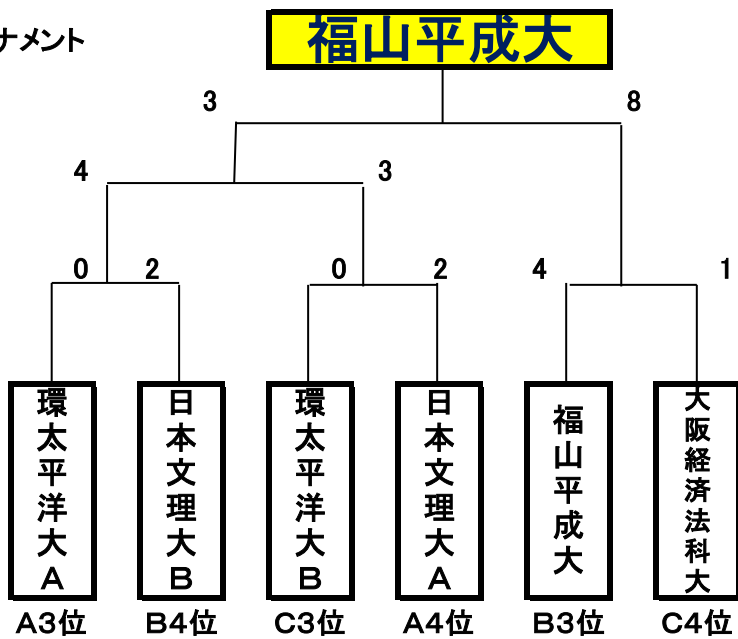 ナメント
福山平成大
3 8
4 3
0 2 0 2 4 1
環太平洋大A
日本文理大B
環太平洋大B
日本文理大A
福山平成大
大阪経済法科大
A3位 B4位 C3位 A4位 B3位 C4位